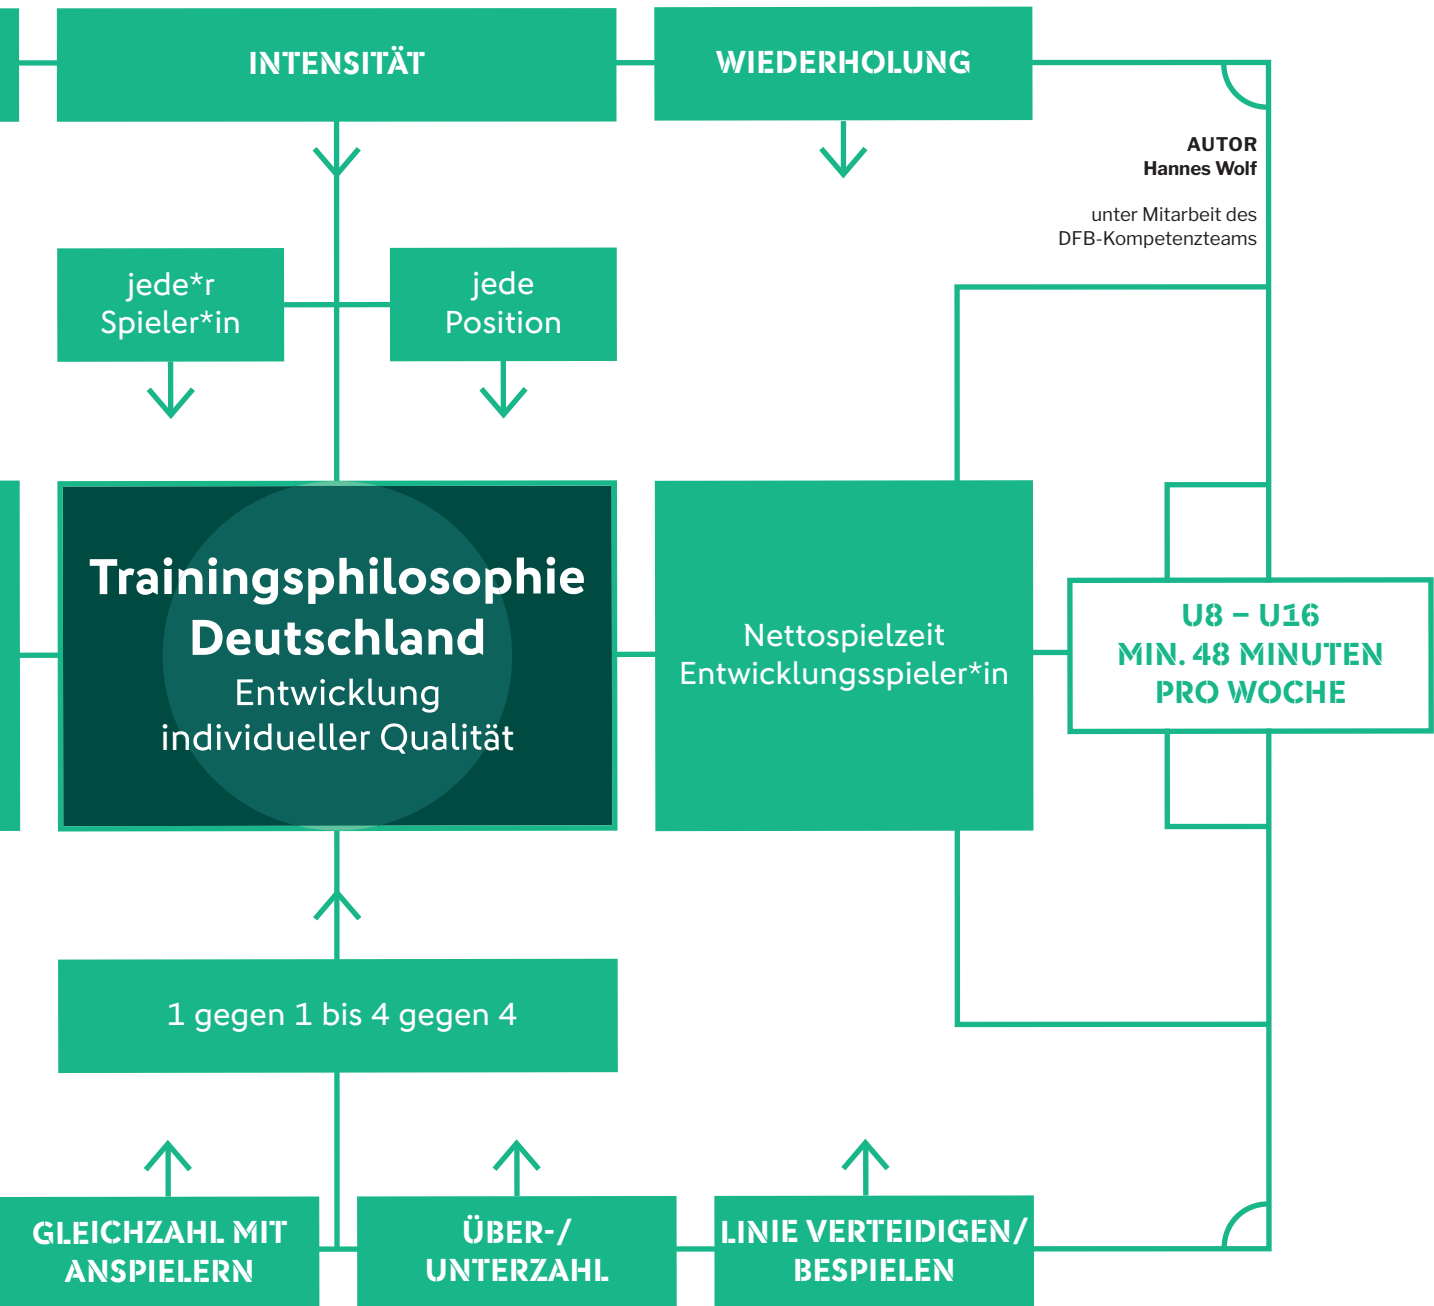 INTENSITÄT
WIEDERHOLUNG
AUTOR
Hannes Wolf
unter Mitarbeit des
DFB-Kompetenzteams
jede*r
Spieler*in
jede
Position
Trainingsphilosophie
Deutschland
Entwicklung
individueller Qualität
Nettospielzeit
Entwicklungsspieler*in
U8 – U16
MIN. 48 MINUTEN
PRO WOCHE
1 gegen 1 bis 4 gegen 4
GLEICHZAHL MIT
ANSPIELERN
ÜBER-/
UNTERZAHL
LINIE VERTEIDIGEN/
BESPIELEN